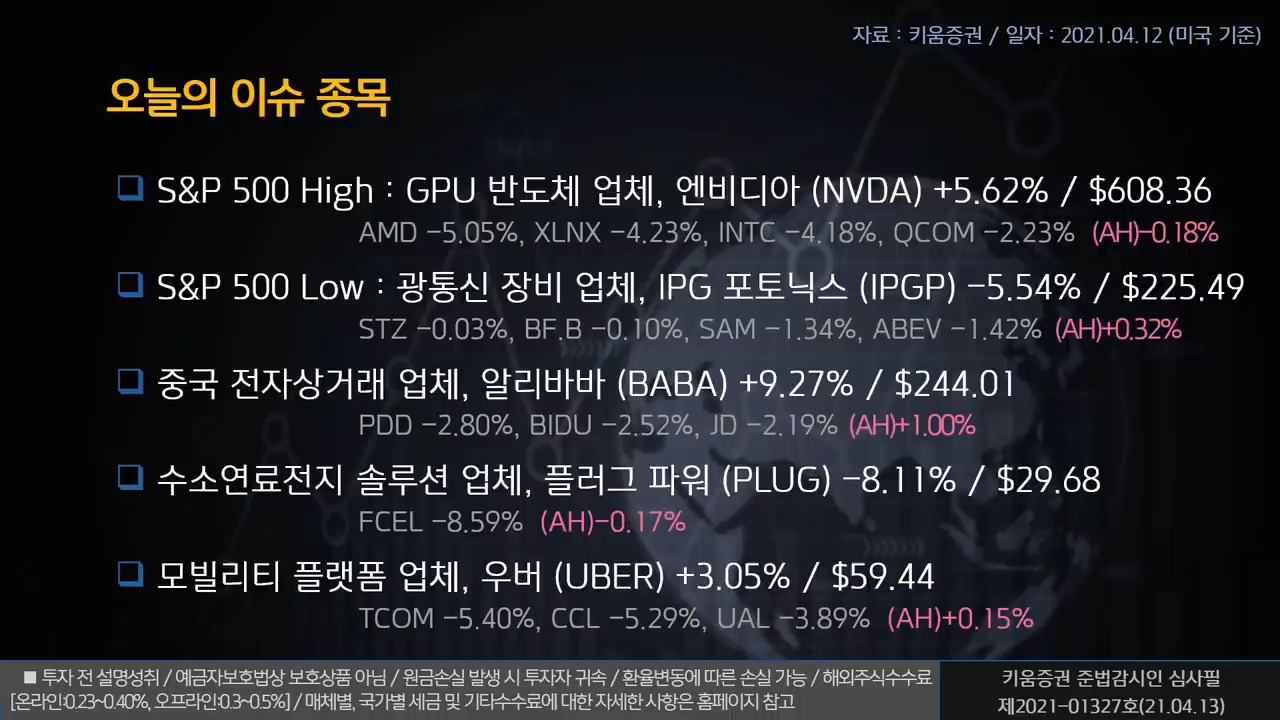 자료 : 키움증권 / 일자 : 2021.04.12 (미국 기준)
오늘의 이슈 종목
❑ S&P 500 High : GPU 반도체 업체, 엔비디아 (NVDA) +5.62% / $608.36
AMD −5.05%, XLNX −4.23%, INTC −4.18%, QCOM −2.23% (AH)−0.18%
❑ S&P 500 Low : 광통신 장비 업체, IPG 포토닉스 (IPGP) −5.54% / $225.49
STZ −0.03%, BF.B −0.10%, SAM −1.34%, ABEV −1.42% (AH)+0.32%
❑ 중국 전자상거래 업체, 알리바바 (BABA) +9.27% / $244.01
PDD −2.80%, BIDU −2.52%, JD −2.19% (AH)+1.00%
❑ 수소연료전지 솔루션 업체, 플러그 파워 (PLUG) −8.11% / $29.68
FCEL −8.59% (AH)−0.17%
❑ 모빌리티 플랫폼 업체, 우버 (UBER) +3.05% / $59.44
TCOM −5.40%, CCL −5.29%, UAL −3.89% (AH)+0.15%
■ 투자 전 설명성취 / 예금자보호법상 보호상품 아님 / 원금손실 발생 시 투자자 귀속 / 환율변동에 따른 손실 가능 / 해외주식수수료
[온라인:0.23~0.40%, 오프라인:0.3~0.5%] / 매체별, 국가별 세금 및 기타수수료에 대한 자세한 사항은 홈페이지 참고
키움증권 준법감시인 심사필
제2021−01327호(21.04.13)